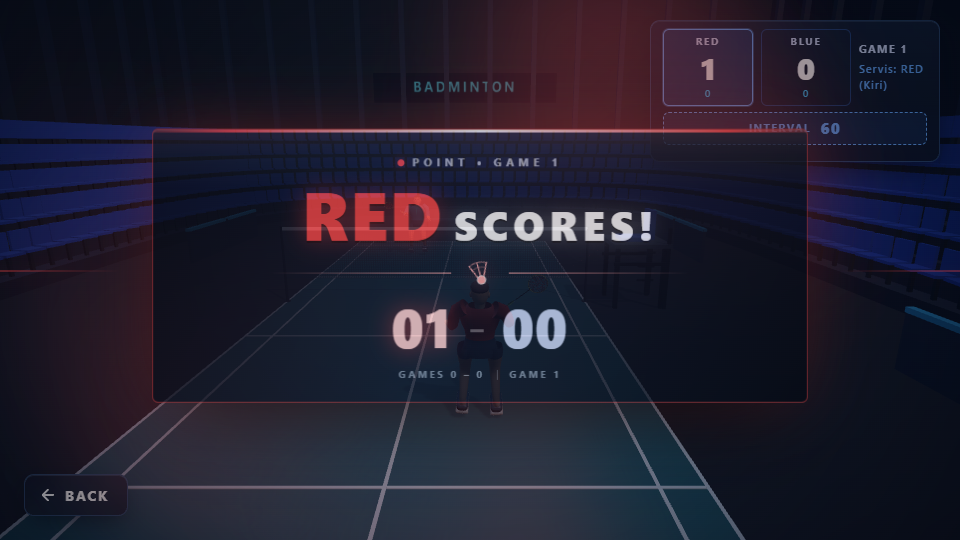 RED
1
0
BLUE
0
0
GAME 1
Servis: RED
(Kiri)
INTERVAL 60
BADMINTON
POINT • GAME 1
RED SCORES!
01 – 00
GAMES 0 – 0 | GAME 1
← BACK